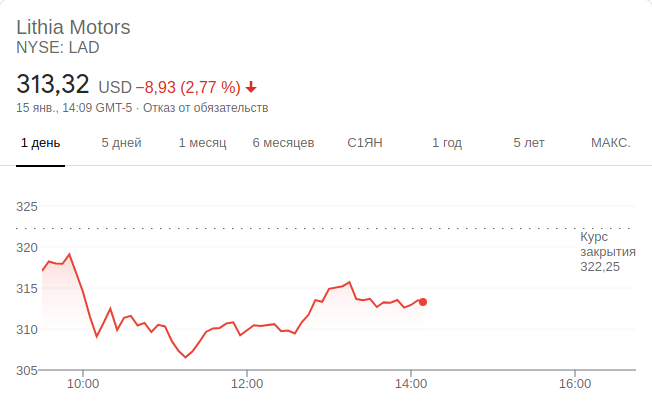 Lithia Motors
NYSE: LAD
313,32 USD −8,93 (2,77 %)
15 янв., 14:09 GMT-5 · Отказ от обязательств
1 день 5 дней 1 месяц 6 месяцев С1ЯН 1 год 5 лет МАКС.
325
Курс
320 закрытия
322,25
315
310
305
10:00 12:00 14:00 16:00